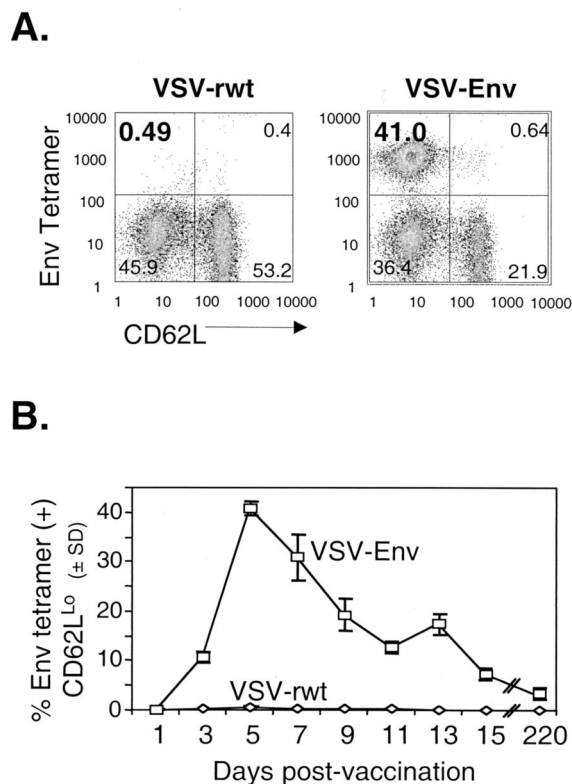 A.
VSV-rwt
VSV-Env
Env Tetramer
10000
1000
100
10
1
0.49
0.4
45.9
53.2
1 10 100 1000 10000
10000
1000
100
10
1
41.0
0.64
36.4
21.9
1 10 100 1000 10000
CD62L
B.
% Env tetramer (+)
CD62L^Lo (± SD)
40
30
20
10
0
VSV-Env
VSV-rwt
1 3 5 7 9 11 13 15 220
Days post-vaccination